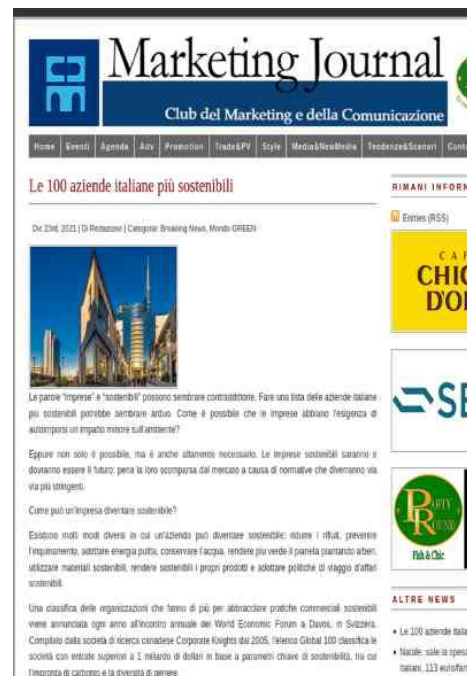 Marketing Journal
Club del Marketing e della Comunicazione
Home Eventi Agenda Adv Promotion Trade&PV Style Media&NewMedia Tendenze&Scenari
Le 100 aziende italiane più sostenibili
Dic 23rd, 2021 | Di Redazione | Categoria: Breaking News, Mondo GREEN
Le parole "imprese" e "sostenibili" possono sembrare contraddittorie. Fare una lista delle aziende italiane
più sostenibili potrebbe sembrare arduo. Come è possibile che le imprese abbiano l'esigenza di
autoimporsi un impatto minore sull'ambiente?
Eppure non solo è possibile, ma è anche altamente necessario. Le imprese sostenibili saranno e
dovranno essere il futuro: pena la loro scomparsa dal mercato a causa di normative che diverranno via
via più stringenti.
Come può un'impresa diventare sostenibile?
Esistono molti modi diversi in cui un'azienda può diventare sostenibile: ridurre i rifiuti, prevenire
l'inquinamento, adottare energia pulita, conservare l'acqua, rendere più verde il pianeta piantando alberi,
utilizzare materiali sostenibili, rendere sostenibili i propri prodotti e adottare politiche di viaggio d'affari
sostenibili.
Una classifica delle organizzazioni che fanno di più per abbracciare pratiche commerciali sostenibili
viene annunciata ogni anno all'incontro annuale del World Economic Forum a Davos, in Svizzera.
Compilato dalla società di ricerca canadese Corporate Knights dal 2005, l'elenco Global 100 classifica le
società con entrate superiori a 1 miliardo di dollari in base a parametri chiave di sostenibilità, tra cui
l'impronta di carbonio e la diversità di genere.
RIMANI INFORM
Entries (RSS)
CAF
CHIC
D'OR
SE
PARTY
ROUND
Fish & Chic
ALTRE NEWS
Le 100 aziende italia
Natale: sale la spesa
italiani, 113 euro/fam